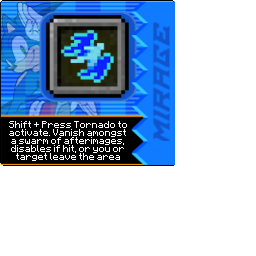 MIRAGE
Shift + Press Tornado to
activate. Vanish amongst
a swarm of afterimages,
disables if hit, or you or
target leave the area